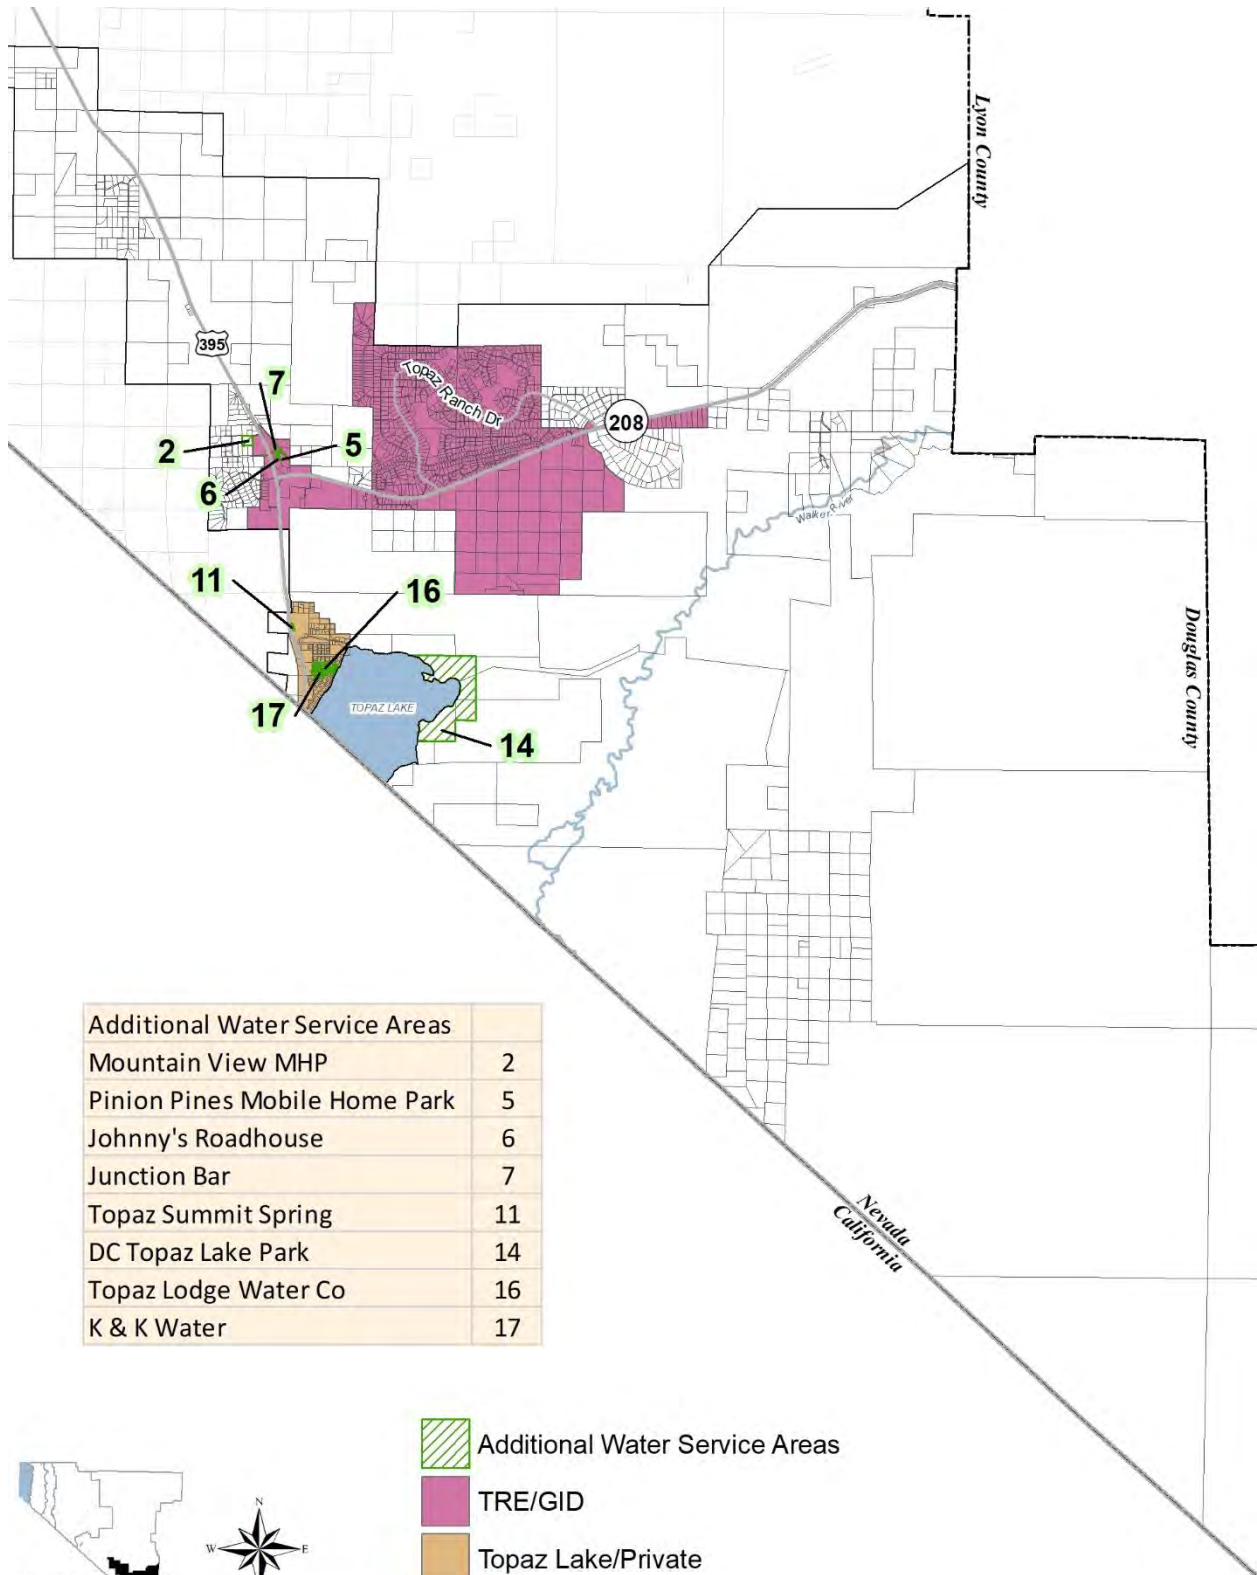 Lyon County
395
Topaz Ranch Dr
7
208
2
5
6
Walker River
11
16
Douglas County
TOPAZ LAKE
17
14
Additional Water Service Areas
Mountain View MHP 2
Pinion Pines Mobile Home Park 5
Johnny's Roadhouse 6
Junction Bar 7
Topaz Summit Spring 11
DC Topaz Lake Park 14
Topaz Lodge Water Co 16
K & K Water 17
Nevada
California
Additional Water Service Areas
TRE/GID
Topaz Lake/Private
N
W E